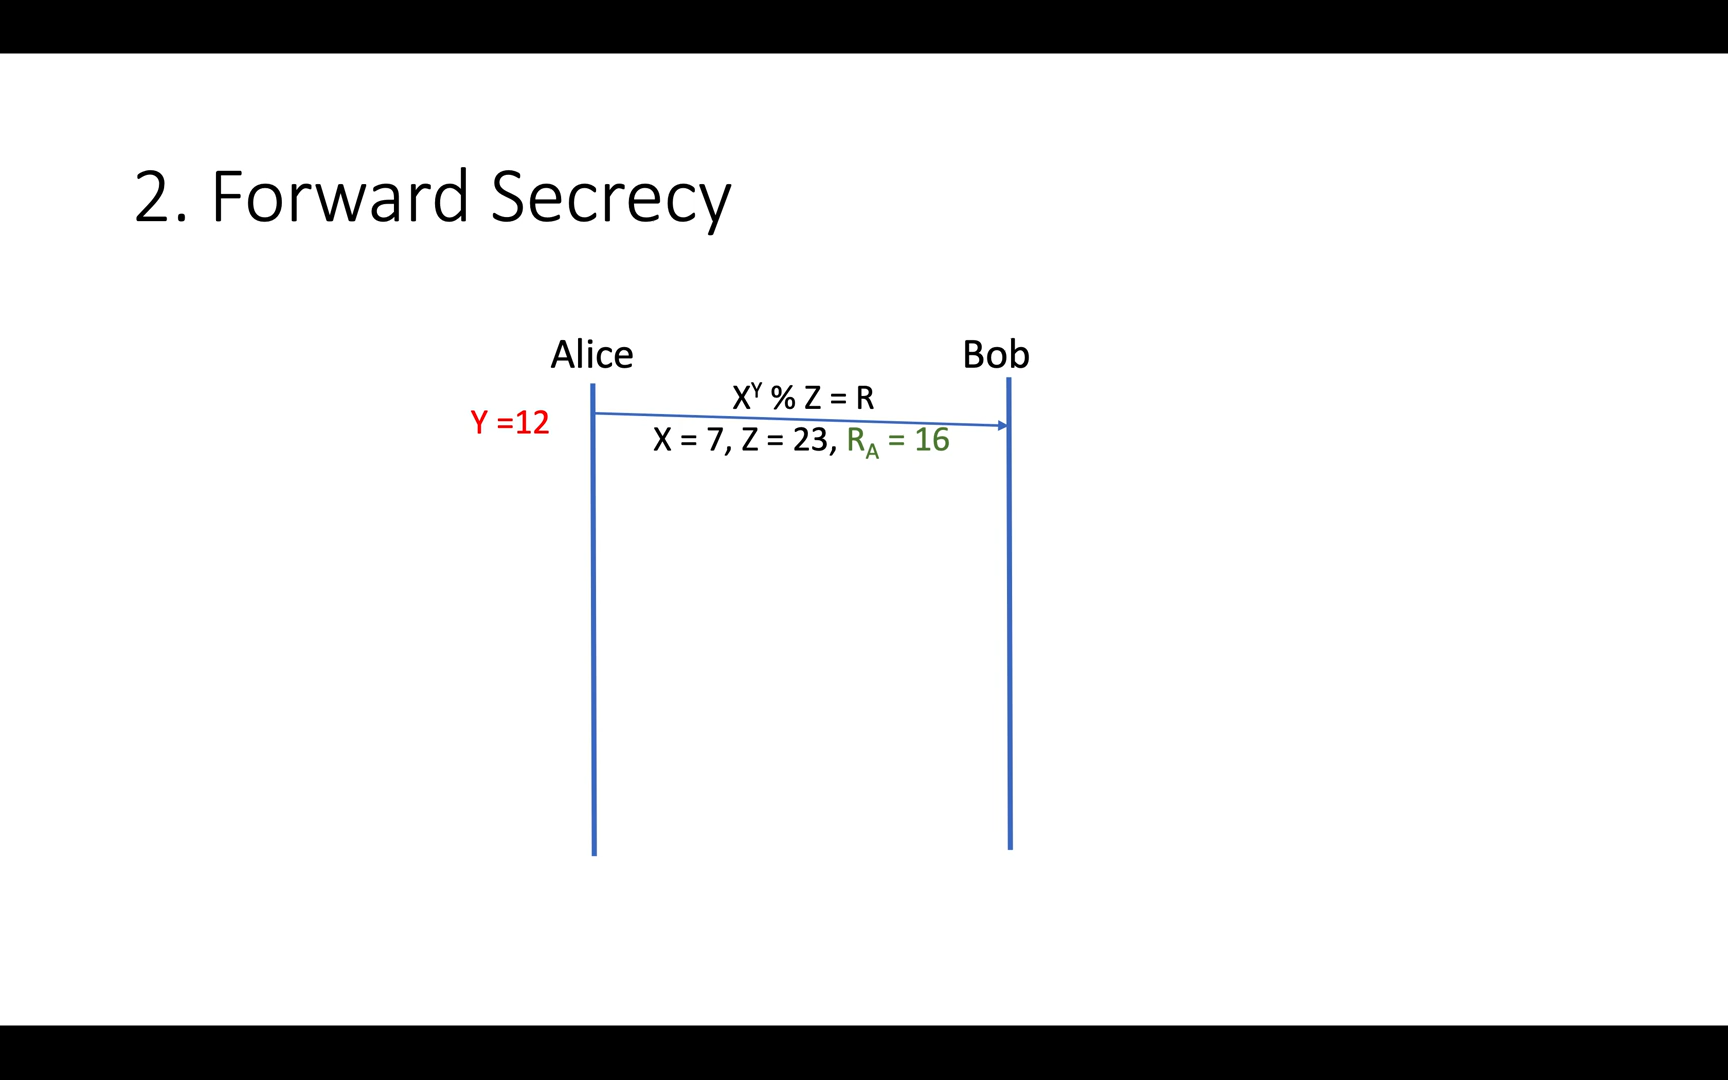 2. Forward Secrecy
Alice
Bob
X^Y % Z = R
Y =12
X = 7, Z = 23, R_A = 16